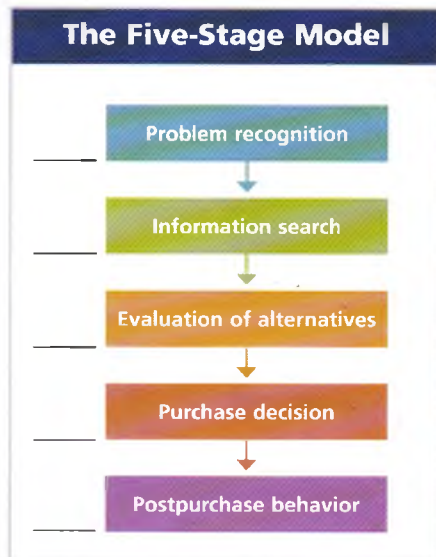 The Five-Stage Model
Problem recognition
Information search
Evaluation of alternatives
Purchase decision
Postpurchase behavior